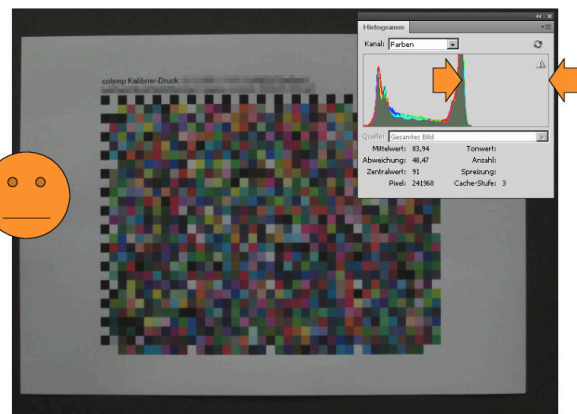 Histogramm
Kanal: Farben
colymp Kalibrier-Druck:
Quelle: Gesamtes Bild
Mittelwert: 83,94 Tonwert:
Abweichung: 48,47 Anzahl:
Zentralwert: 91 Spreizung:
Pixel: 241968 Cache-Stufe: 3